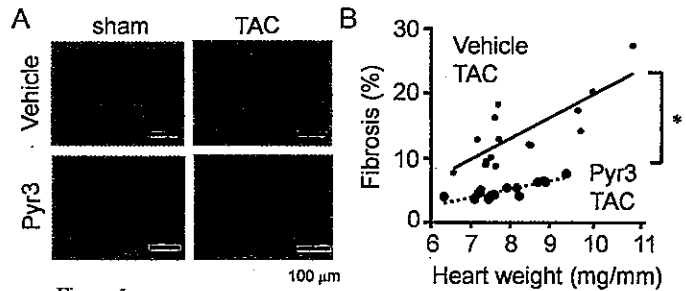 A
sham
TAC
Vehicle
Pyr3
100 μm
B
Fibrosis (%)
30
20
10
0
Vehicle
TAC
Pyr3
TAC
*
6
7
8
9
10
11
Heart weight (mg/mm)